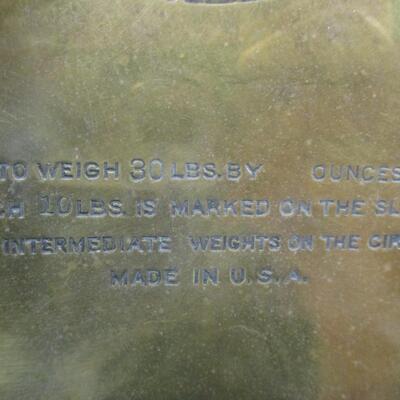 TO WEIGH 30 LBS. BY OUNCES
H 10 LBS. IS MARKED ON THE SL
INTERMEDIATE WEIGHTS ON THE CIR
MADE IN U.S.A.